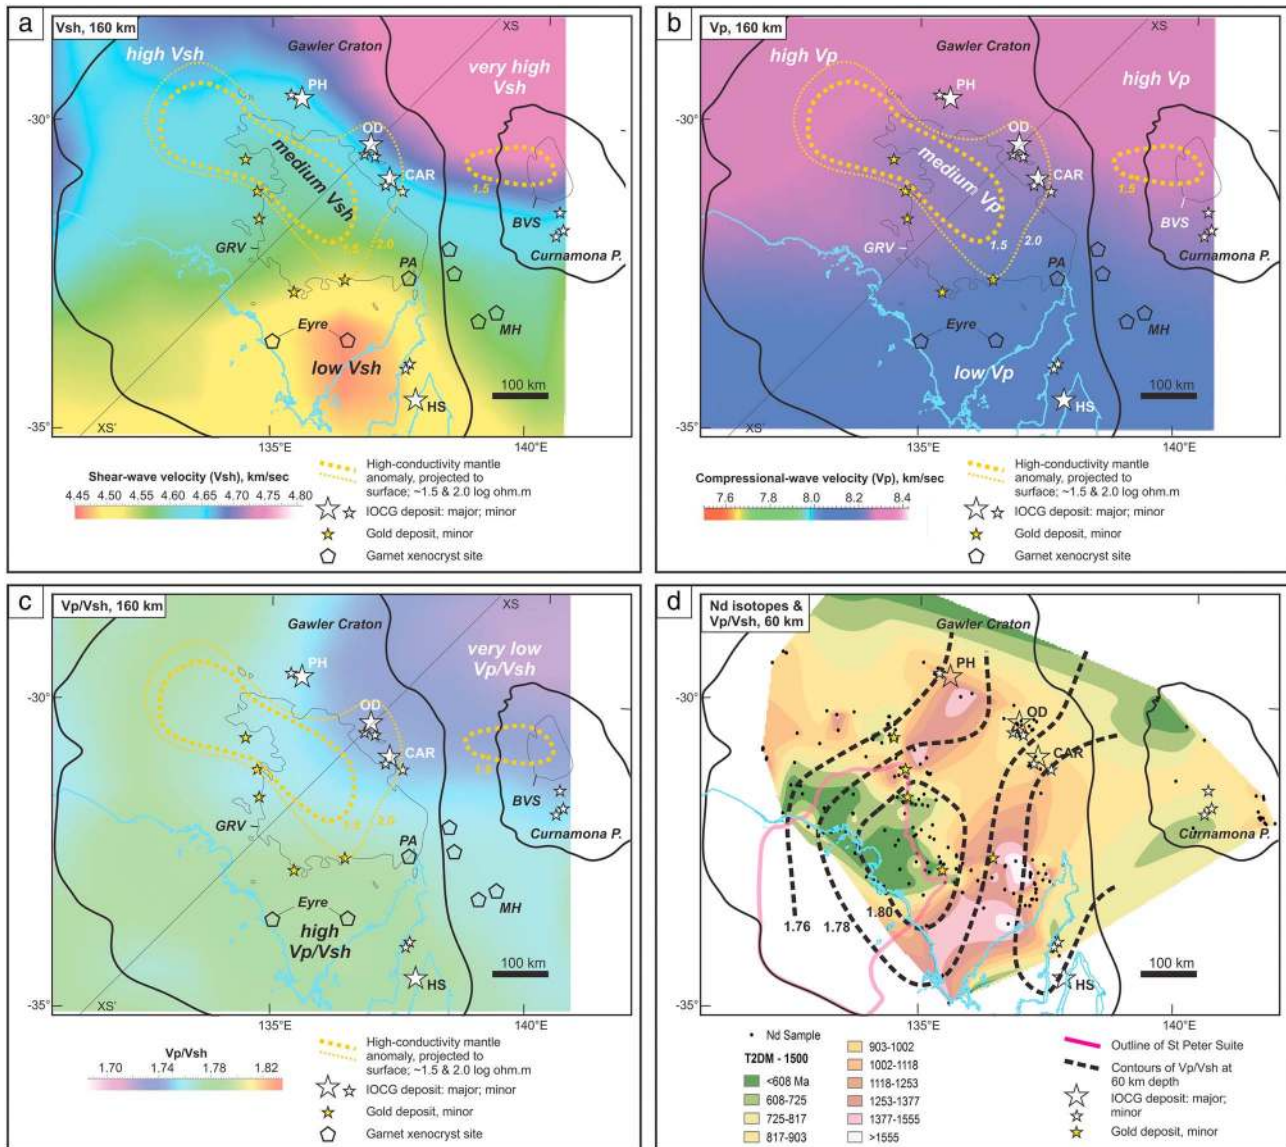 a
Vsh, 160 km
XS
Gawler Craton
high Vsh
very high
Vsh
PH
-30°
OD
medium Vsh
CAR
1.5
BVS
1.5
2.0
GRV
Curnamona P.
PA
Eyre
MH
low Vsh
100 km
HS
-35°
XS'
135°E
140°E
Shear-wave velocity (Vsh), km/sec
4.45 4.50 4.55 4.60 4.65 4.70 4.75 4.80
High-conductivity mantle
anomaly, projected to
surface; ~1.5 & 2.0 log ohm.m
IOCG deposit: major; minor
Gold deposit, minor
Garnet xenocryst site
b
Vp, 160 km
XS
Gawler Craton
high Vp
high Vp
PH
-30°
OD
medium Vp
CAR
1.5
BVS
1.5
2.0
GRV
Curnamona P.
PA
Eyre
MH
low Vp
100 km
HS
-35°
XS'
135°E
140°E
Compressional-wave velocity (Vp), km/sec
7.6 7.8 8.0 8.2 8.4
High-conductivity mantle
anomaly, projected to
surface; ~1.5 & 2.0 log ohm.m
IOCG deposit: major; minor
Gold deposit, minor
Garnet xenocryst site
c
Vp/Vsh, 160 km
XS
Gawler Craton
very low
Vp/Vsh
PH
-30°
OD
CAR
1.5
BVS
1.5
2.0
GRV
Curnamona P.
PA
Eyre
MH
high
Vp/Vsh
100 km
HS
-35°
XS'
135°E
140°E
Vp/Vsh
1.70 1.74 1.78 1.82
High-conductivity mantle
anomaly, projected to
surface; ~1.5 & 2.0 log ohm.m
IOCG deposit: major; minor
Gold deposit, minor
Garnet xenocryst site
d
Nd isotopes &
Vp/Vsh, 60 km
Gawler Craton
PH
-30°
OD
CAR
Curnamona P.
1.76
1.78
1.80
100 km
HS
-35°
135°E
140°E
Nd Sample
T2DM - 1500
<608 Ma
608-725
725-817
817-903
903-1002
1002-1118
1118-1253
1253-1377
1377-1555
>1555
Outline of St Peter Suite
Contours of Vp/Vsh at
60 km depth
IOCG deposit: major;
minor
Gold deposit, minor